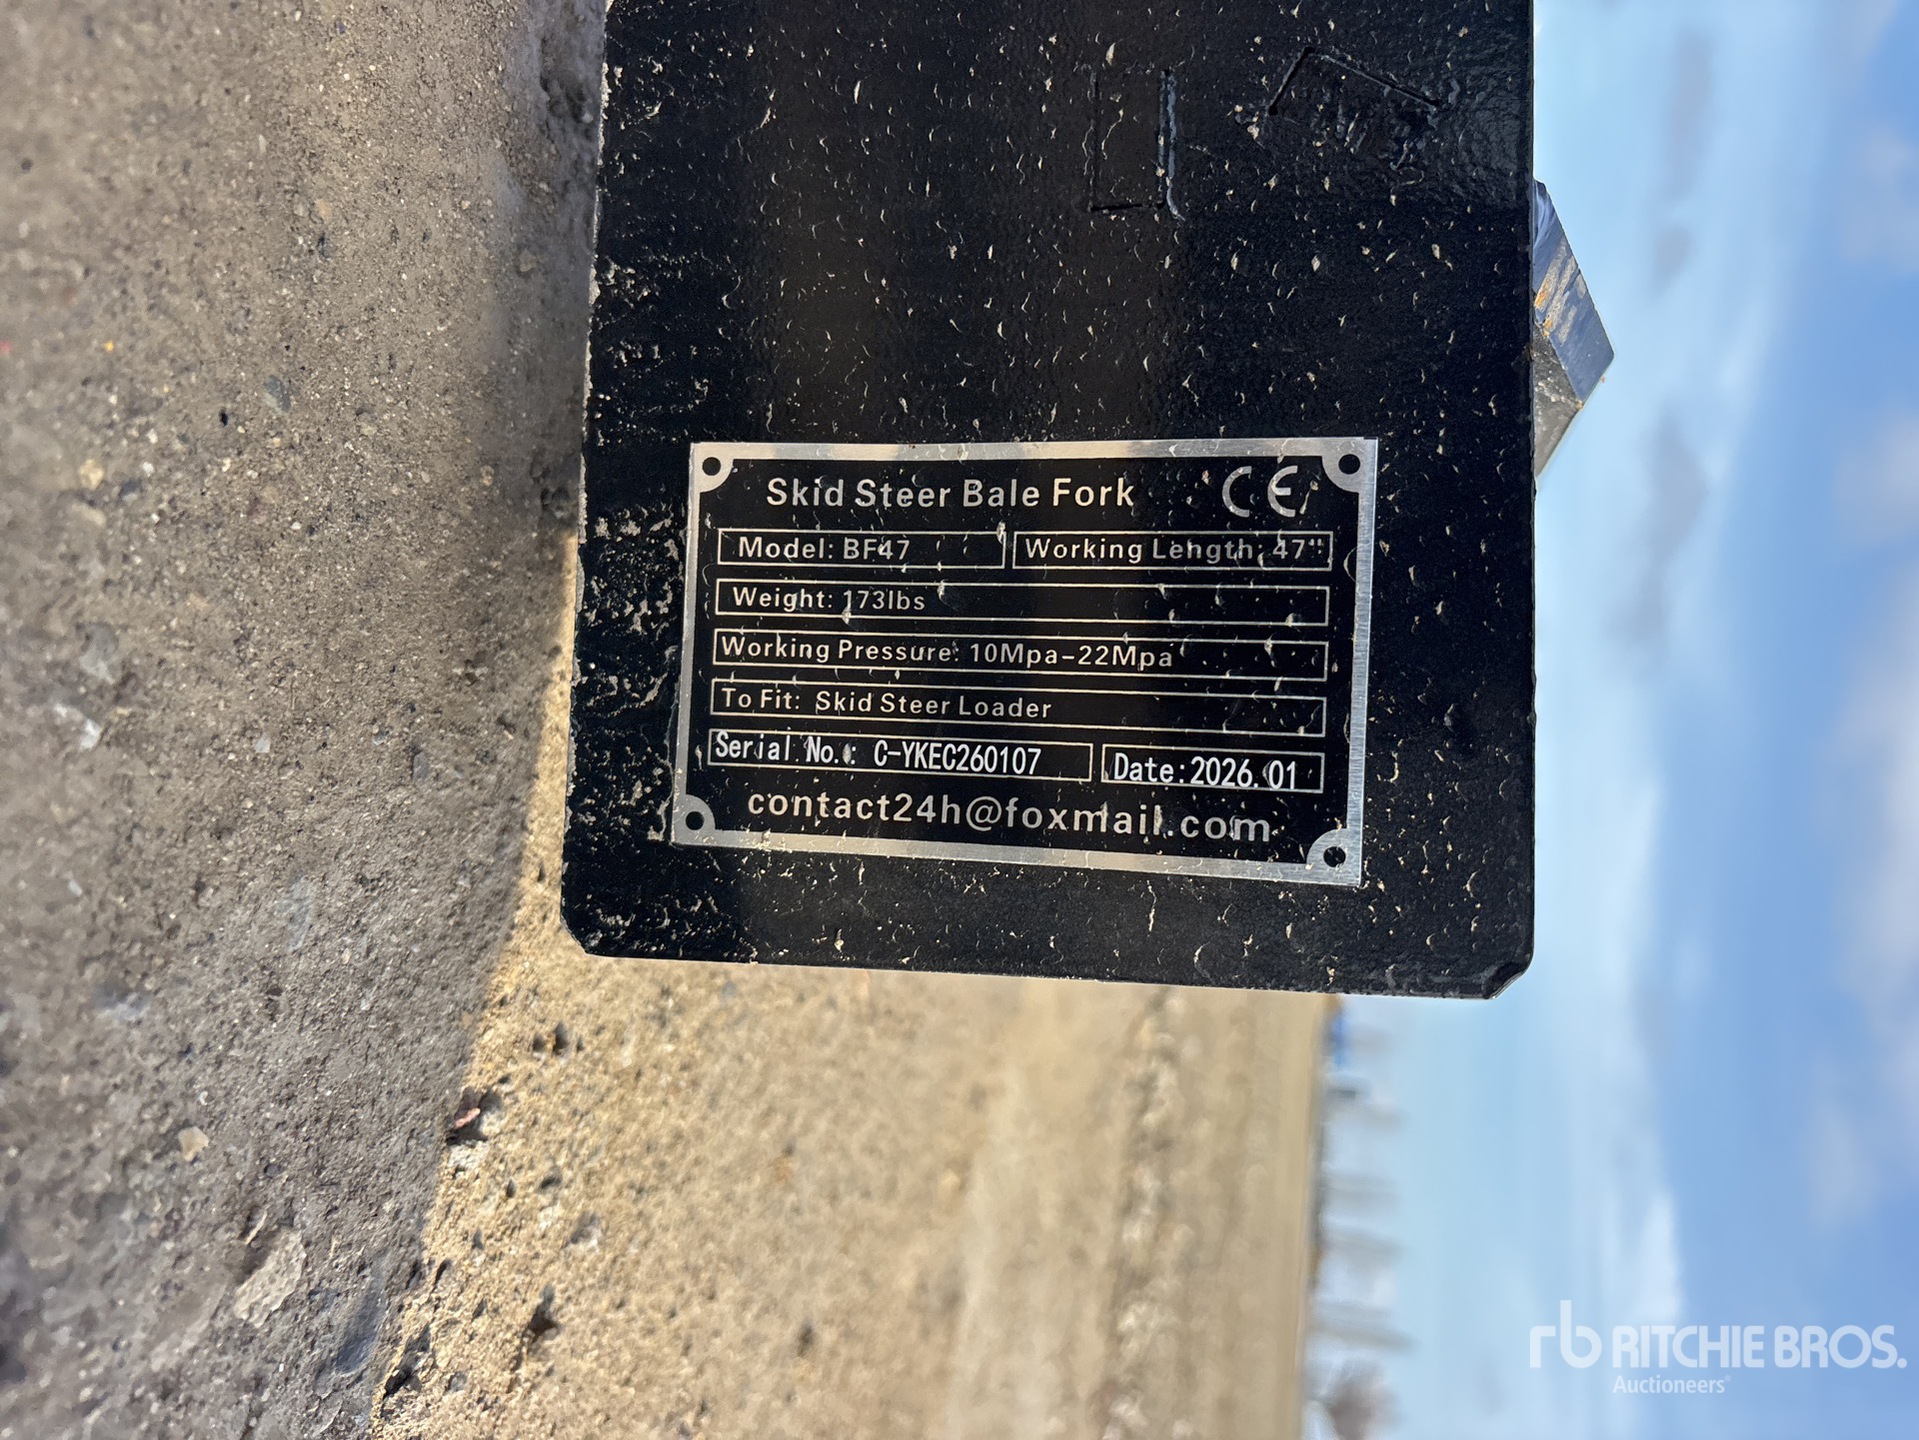 Skid Steer Bale Fork CE
Model: BF47
Working Length: 47"
Weight: 173lbs
Working Pressure: 10Mpa-22Mpa
To Fit: Skid Steer Loader
Serial No.: C-YKEC260107
Date:2026.01
contact24h@foxmail.com
rb RITCHIE BROS.
Auctioneers